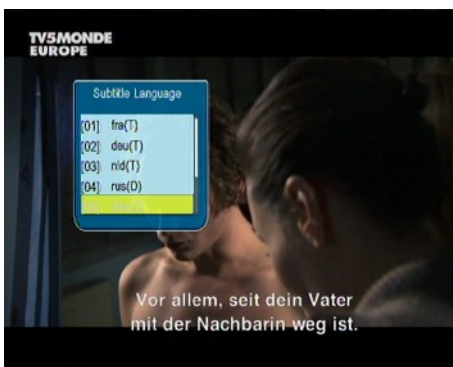 TV5MONDE
EUROPE
Subtitle Language
[01] fra(T)
[02] deu(T)
[03] nld(T)
[04] rus(D)
Vor allem, seit dein Vater
mit der Nachbarin weg ist.